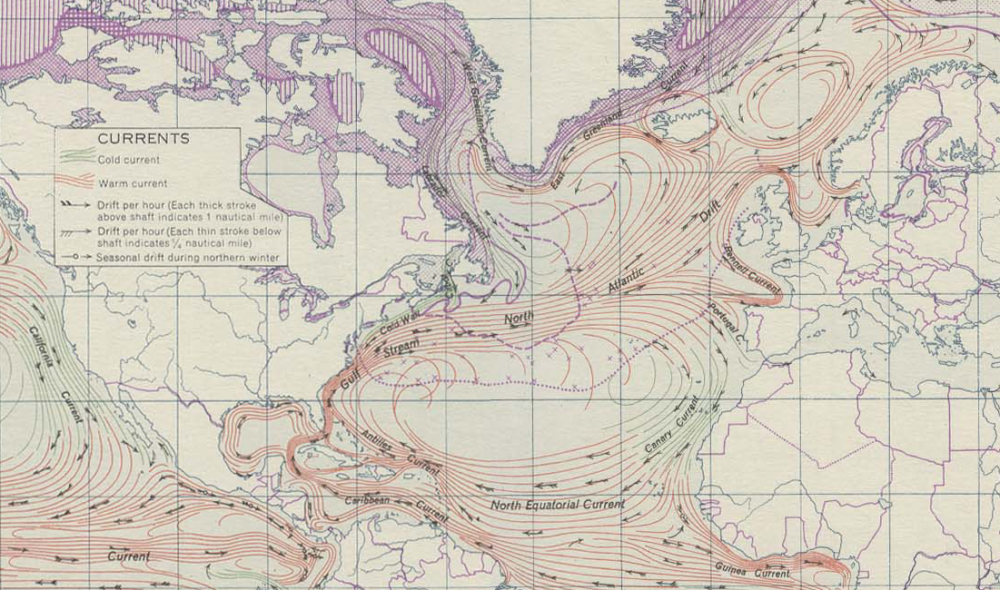 CURRENTS
Cold current
Warm current
Drift per hour (Each thick stroke
above shaft indicates 1 nautical mile)
Drift per hour (Each thin stroke below
shaft indicates ¼ nautical mile)
Seasonal drift during northern winter
West Greenland Current
East Greenland Current
Labrador Current
North Atlantic Drift
Rennell Current
Portugal C.
Cold Wall
Gulf Stream
California Current
Canary Current
Antilles Current
Caribbean Current
North Equatorial Current
Current
Guinea Current